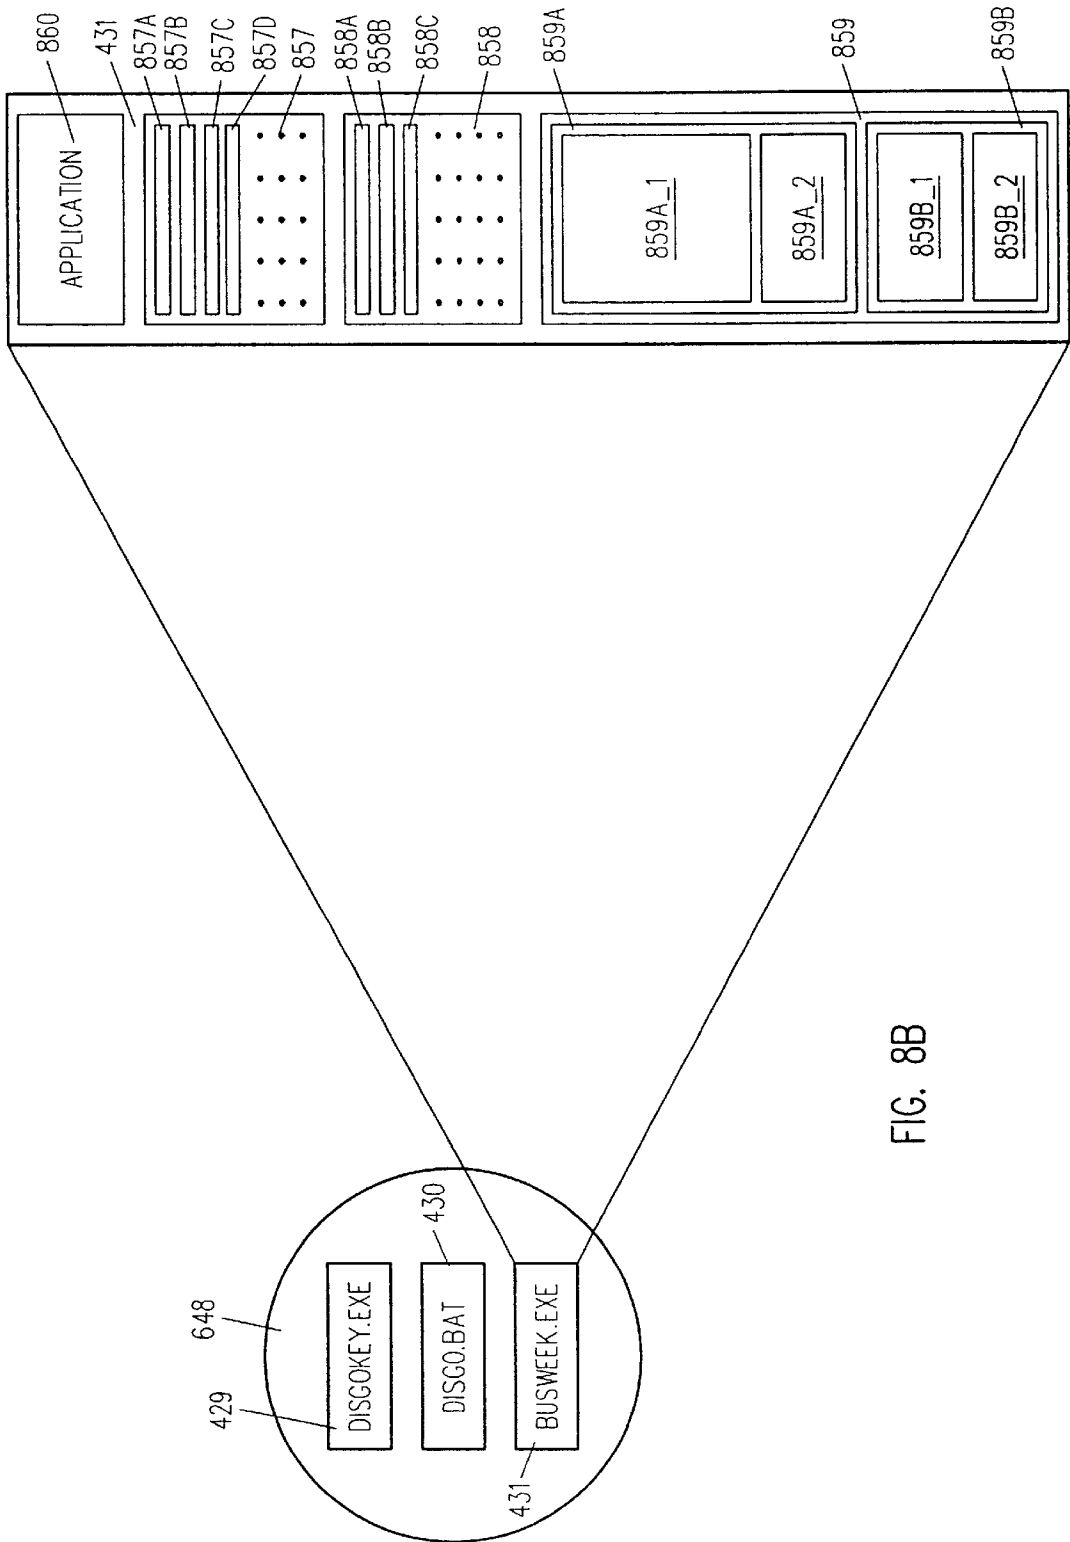 860
APPLICATION
431
857A
857B
857C
857D
857
858A
858B
858C
858
859A
859A_1
859A_2
859
859B_1
859B_2
859B
648
429
DISGOKEY.EXE
DISGO.BAT
430
431
BUSWEEK.EXE
FIG. 8B